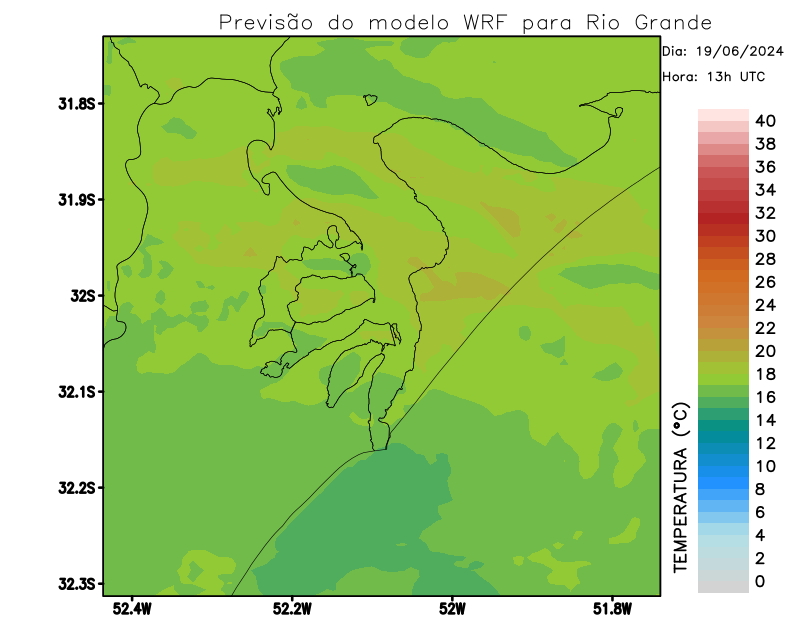 Previsão do modelo WRF para Rio Grande
Dia: 19/06/2024
Hora: 13h UTC
31.8S
31.9S
32S
32.1S
32.2S
32.3S
52.4W
52.2W
52W
51.8W
TEMPERATURA (°C)
40
38
36
34
32
30
28
26
24
22
20
18
16
14
12
10
8
6
4
2
0